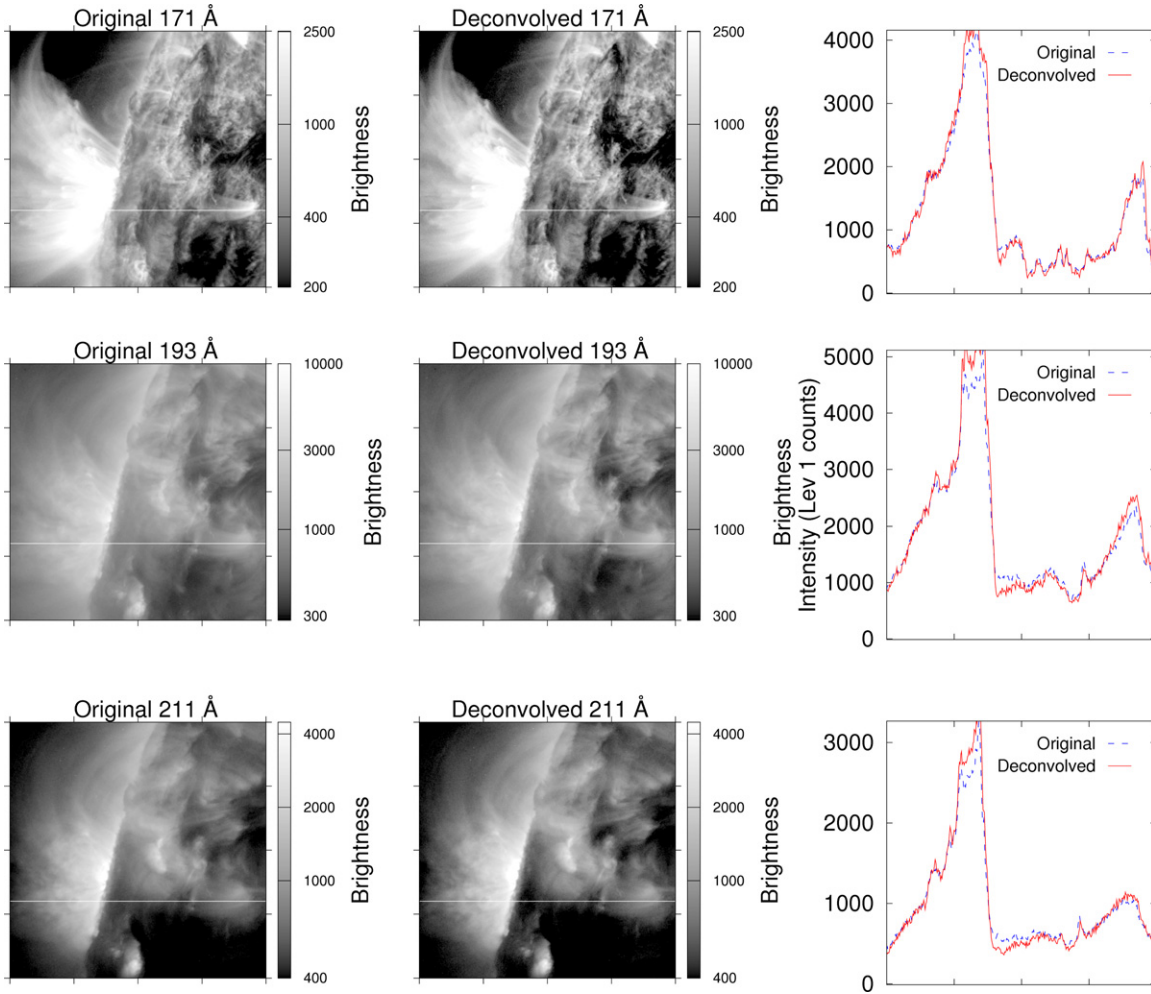 Original 171 Å
2500
1000
400
200
Brightness
Deconvolved 171 Å
2500
1000
400
200
Brightness
4000
3000
2000
1000
0
Original
Deconvolved
Original 193 Å
10000
3000
1000
300
Brightness
Deconvolved 193 Å
10000
3000
1000
300
Brightness
Intensity (Lev 1 counts)
5000
4000
3000
2000
1000
0
Original
Deconvolved
Original 211 Å
4000
2000
1000
400
Brightness
Deconvolved 211 Å
4000
2000
1000
400
Brightness
3000
2000
1000
0
Original
Deconvolved